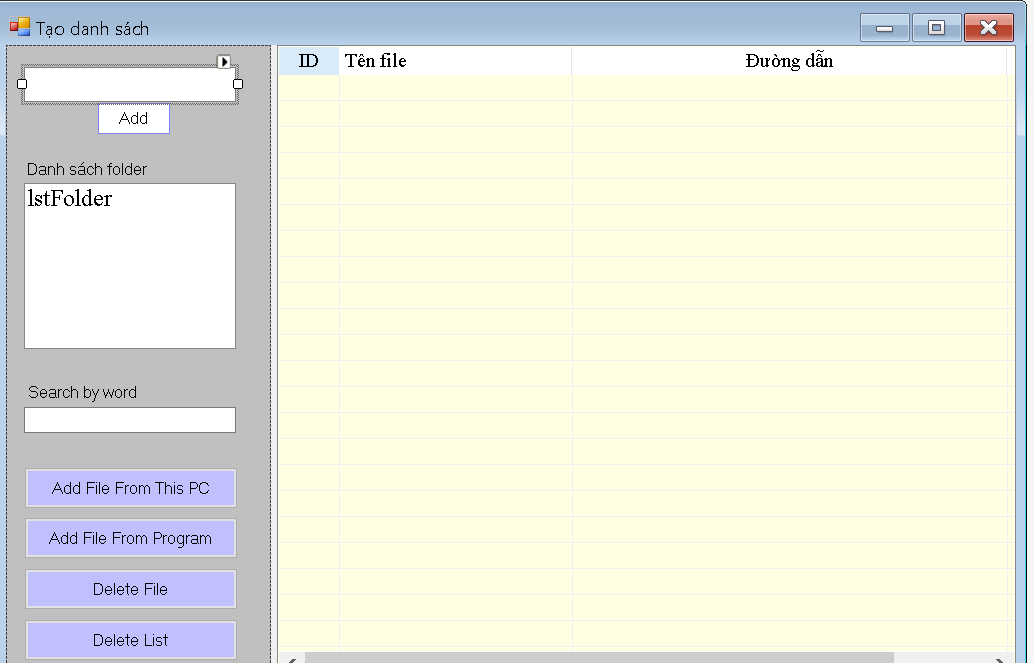 Tạo danh sách
ID Tên file Đường dẫn
Add
Danh sách folder
lstFolder
Search by word
Add File From This PC
Add File From Program
Delete File
Delete List